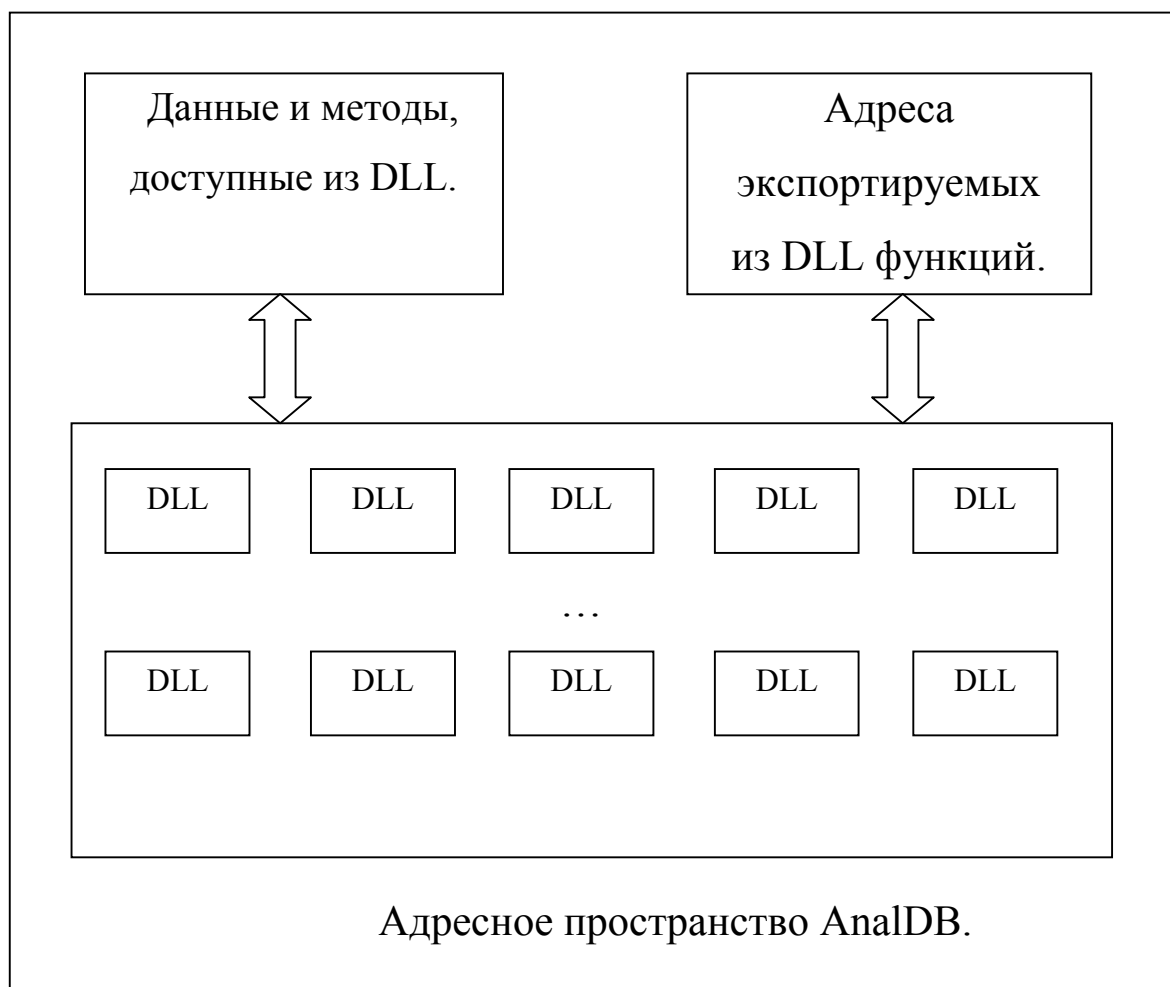 Данные и методы,
доступные из DLL.
Адреса
экспортируемых
из DLL функций.
DLL DLL DLL DLL DLL
...
DLL DLL DLL DLL DLL
Адресное пространство AnalDB.